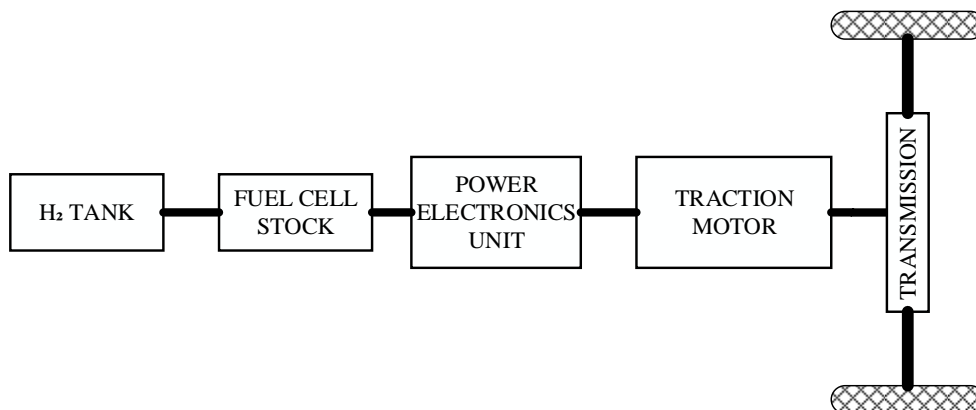 H₂ TANK
FUEL CELL
STOCK
POWER
ELECTRONICS
UNIT
TRACTION
MOTOR
TRANSMISSION